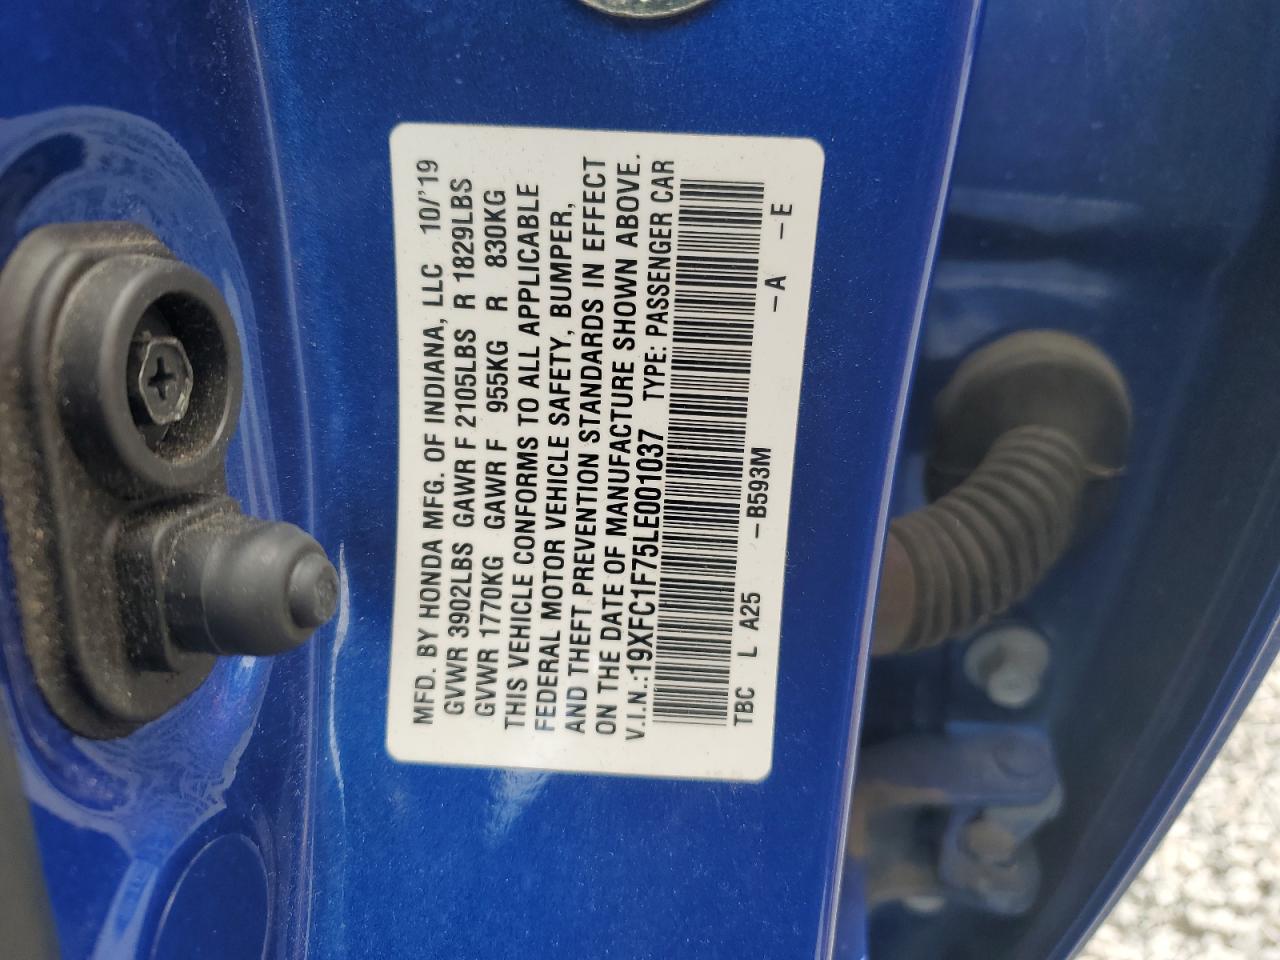 MFD. BY HONDA MFG. OF INDIANA, LLC 10/'19
GVWR 3902LBS GAWR F 2105LBS R 1829LBS
GVWR 1770KG GAWR F 955KG R 830KG
THIS VEHICLE CONFORMS TO ALL APPLICABLE
FEDERAL MOTOR VEHICLE SAFETY, BUMPER,
AND THEFT PREVENTION STANDARDS IN EFFECT
ON THE DATE OF MANUFACTURE SHOWN ABOVE.
V.I.N.:19XFC1F75LE001037 TYPE: PASSENGER CAR
TBC L A25 -B593M -A -E